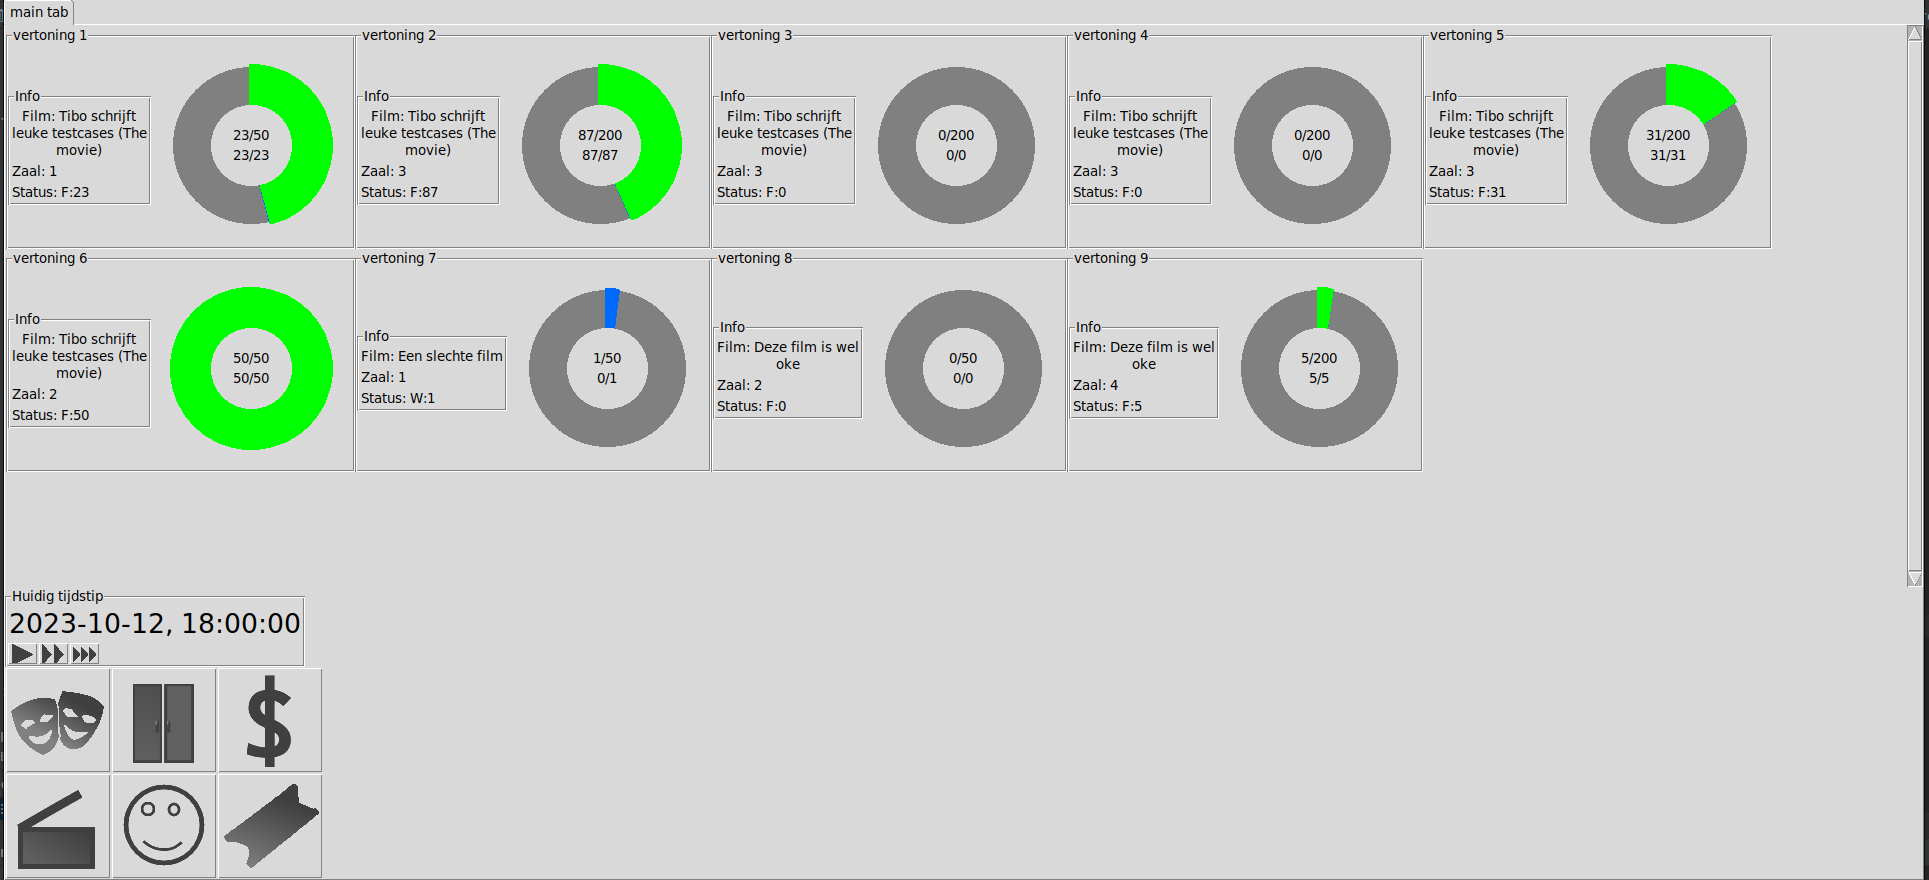 main tab
vertoning 1
Info
Film: Tibo schrijft
leuke testcases (The
movie)
Zaal: 1
Status: F:23
23/50
23/23
vertoning 2
Info
Film: Tibo schrijft
leuke testcases (The
movie)
Zaal: 3
Status: F:87
87/200
87/87
vertoning 3
Info
Film: Tibo schrijft
leuke testcases (The
movie)
Zaal: 3
Status: F:0
0/200
0/0
vertoning 4
Info
Film: Tibo schrijft
leuke testcases (The
movie)
Zaal: 3
Status: F:0
0/200
0/0
vertoning 5
Info
Film: Tibo schrijft
leuke testcases (The
movie)
Zaal: 3
Status: F:31
31/200
31/31
vertoning 6
Info
Film: Tibo schrijft
leuke testcases (The
movie)
Zaal: 2
Status: F:50
50/50
50/50
vertoning 7
Info
Film: Een slechte film
Zaal: 1
Status: W:1
1/50
0/1
vertoning 8
Info
Film: Deze film is wel
oke
Zaal: 2
Status: F:0
0/50
0/0
vertoning 9
Info
Film: Deze film is wel
oke
Zaal: 4
Status: F:5
5/200
5/5
Huidig tijdstip
2023-10-12, 18:00:00
$